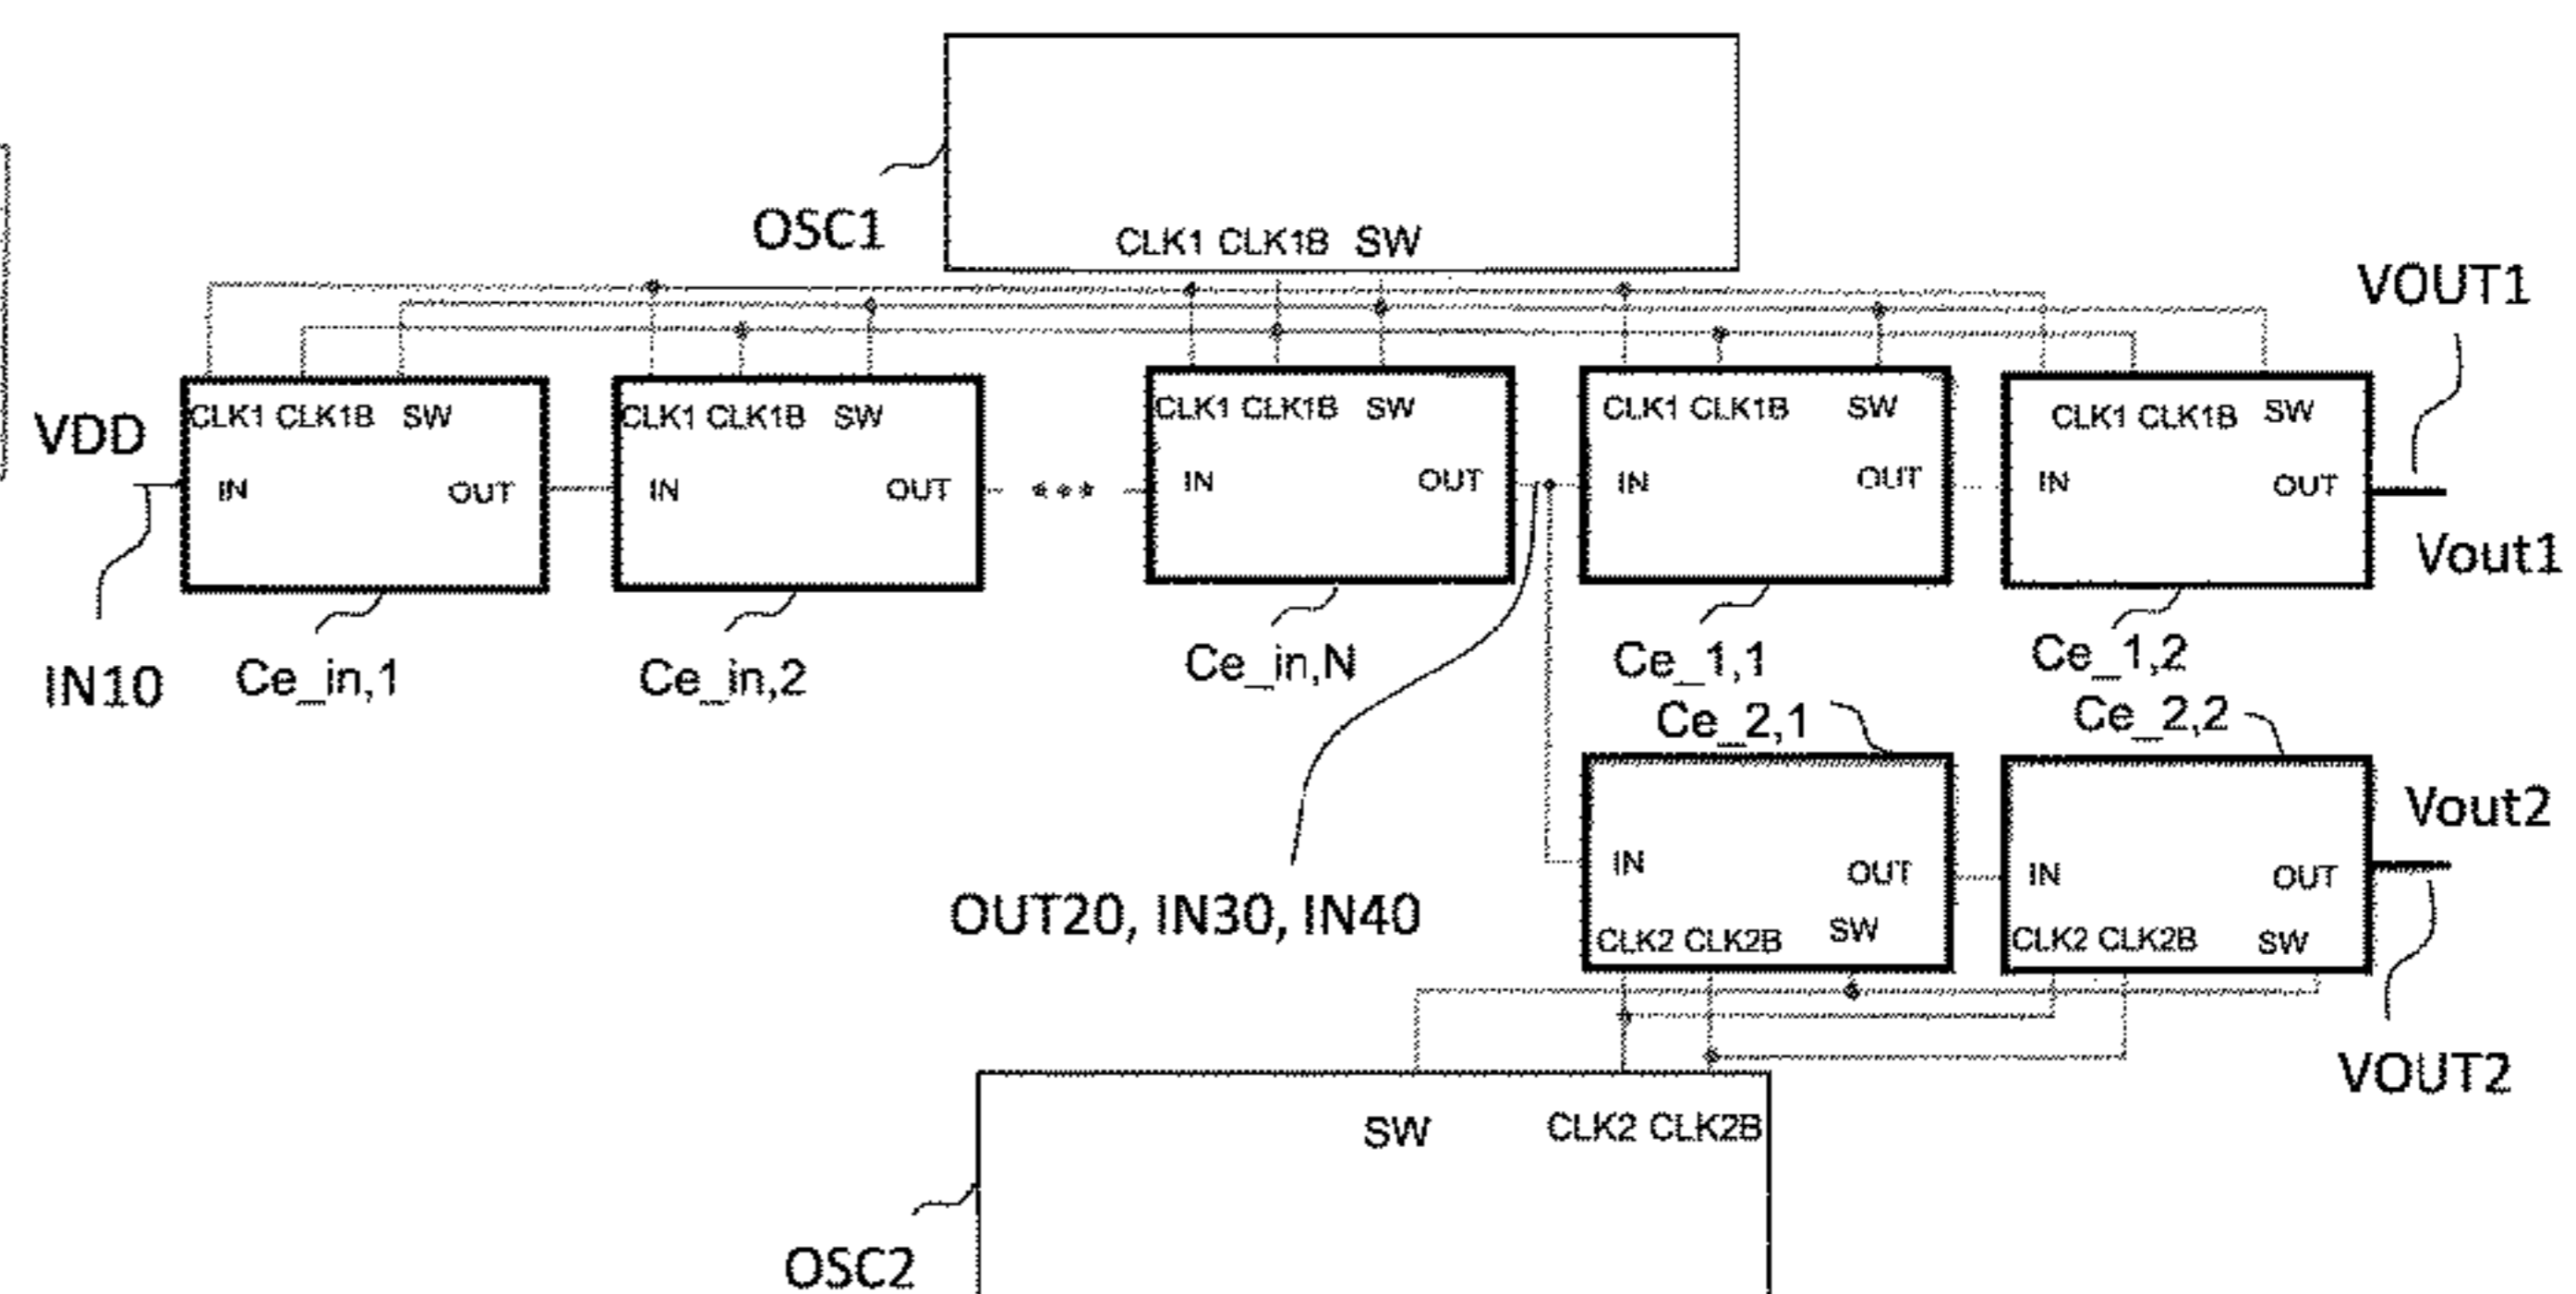 OSC1
CLK1 CLK1B SW
VOUT1
VDD
CLK1 CLK1B SW
IN OUT
CLK1 CLK1B SW
IN OUT
CLK1 CLK1B SW
IN OUT
CLK1 CLK1B SW
IN OUT
CLK1 CLK1B SW
IN OUT
Vout1
IN10
Ce_in,1
Ce_in,2
Ce_in,N
Ce_1,1
Ce_1,2
Ce_2,1
Ce_2,2
Vout2
IN OUT
CLK2 CLK2B SW
IN OUT
CLK2 CLK2B SW
OUT20, IN30, IN40
VOUT2
SW CLK2 CLK2B
OSC2